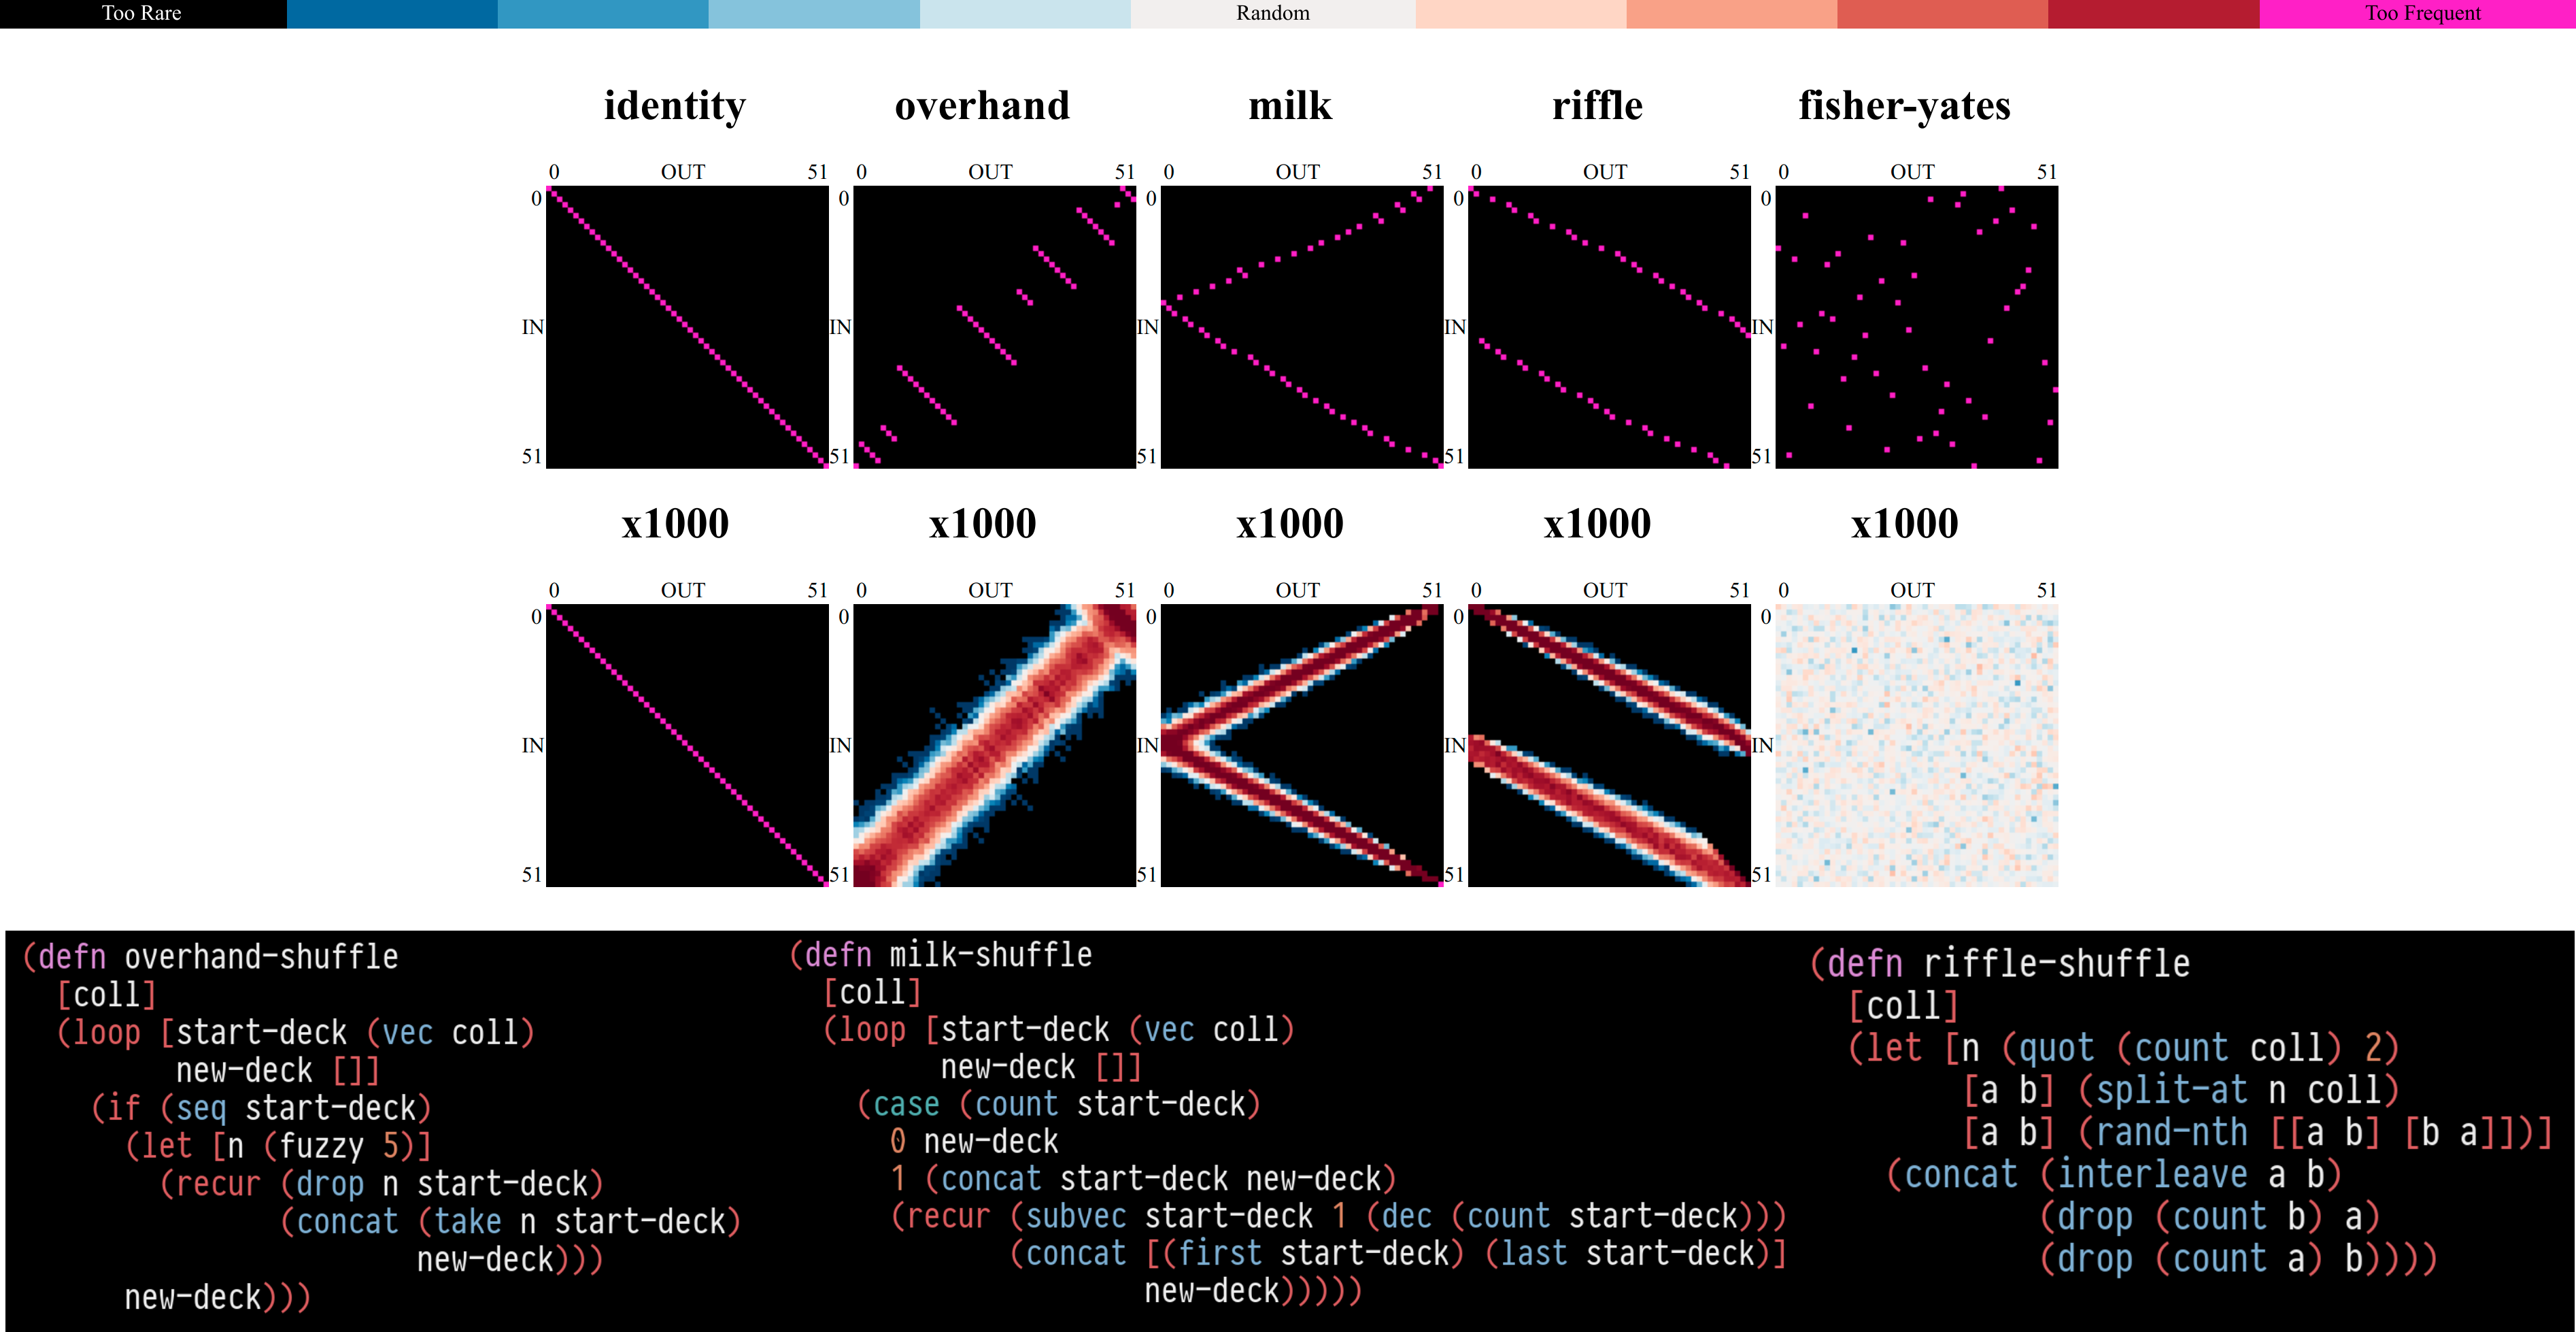 Too Rare Random Too Frequent
identity overhand milk riffle fisher-yates
0 OUT 51 0 OUT 51 0 OUT 51 0 OUT 51 0 OUT 51
0 0 0 0 0
IN IN IN IN IN
51 51 51 51 51
x1000 x1000 x1000 x1000 x1000
0 OUT 51 0 OUT 51 0 OUT 51 0 OUT 51 0 OUT 51
0 0 0 0 0
IN IN IN IN IN
51 51 51 51 51
(defn overhand-shuffle
  [coll]
  (loop [start-deck (vec coll)
         new-deck []]
    (if (seq start-deck)
      (let [n (fuzzy 5)]
        (recur (drop n start-deck)
               (concat (take n start-deck)
                       new-deck)))
      new-deck)))
(defn milk-shuffle
  [coll]
  (loop [start-deck (vec coll)
         new-deck []]
    (case (count start-deck)
      0 new-deck
      1 (concat start-deck new-deck)
      (recur (subvec start-deck 1 (dec (count start-deck)))
             (concat [(first start-deck) (last start-deck)]
                     new-deck)))))
(defn riffle-shuffle
  [coll]
  (let [n (quot (count coll) 2)
        [a b] (split-at n coll)
        [a b] (rand-nth [[a b] [b a]])]
    (concat (interleave a b)
            (drop (count b) a)
            (drop (count a) b))))